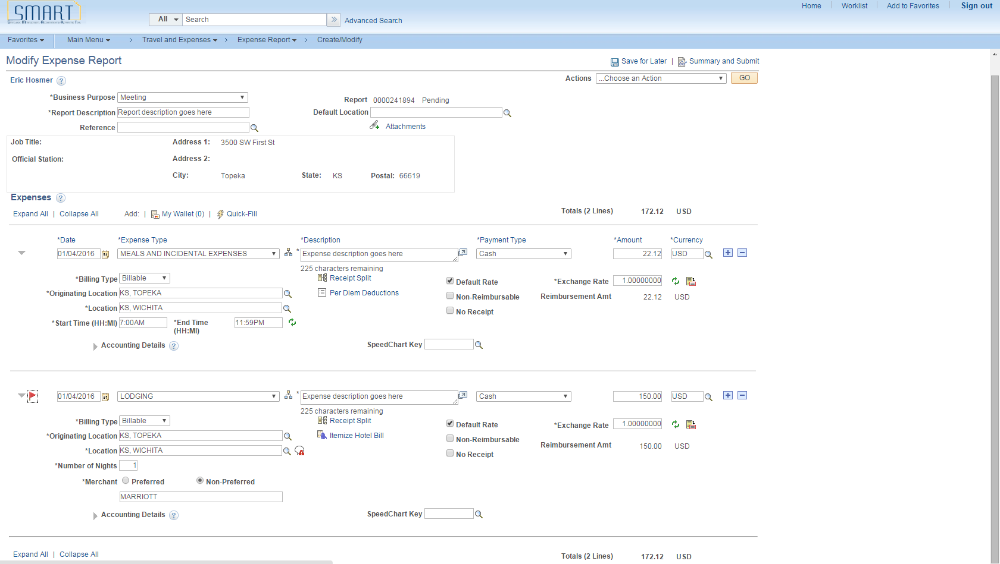 SMART
Home Worklist Add to Favorites Sign out
All Search Advanced Search
Favorites Main Menu Travel and Expenses Expense Report Create/Modify
Modify Expense Report
Save for Later | Summary and Submit
Eric Hosmer
Actions ...Choose an Action GO
*Business Purpose Meeting
Report 0000241894 Pending
*Report Description Report description goes here
Default Location
Reference
Attachments
Job Title: Address 1: 3500 SW First St
Official Station: Address 2:
City: Topeka State: KS Postal: 66619
Expenses
Expand All | Collapse All Add: | My Wallet (0) | Quick-Fill
Totals (2 Lines) 172.12 USD
*Date *Expense Type *Description *Payment Type *Amount *Currency
01/04/2016 31 MEALS AND INCIDENTAL EXPENSES * Expense description goes here Cash 22.12 USD
225 characters remaining
*Billing Type Billable Receipt Split Default Rate *Exchange Rate 1.00000000
*Originating Location KS, TOPEKA Per Diem Deductions Non-Reimbursable Reimbursement Amt 22.12 USD
*Location KS, WICHITA No Receipt
*Start Time (HH:MI) 7:00AM *End Time (HH:MI) 11:59PM
Accounting Details SpeedChart Key
01/04/2016 31 LODGING * Expense description goes here Cash 150.00 USD
225 characters remaining
*Billing Type Billable Receipt Split Default Rate *Exchange Rate 1.00000000
*Originating Location KS, TOPEKA Itemize Hotel Bill Non-Reimbursable Reimbursement Amt 150.00 USD
*Location KS, WICHITA No Receipt
*Number of Nights 1
*Merchant Preferred Non-Preferred
MARRIOTT
Accounting Details SpeedChart Key
Expand All | Collapse All
Totals (2 Lines) 172.12 USD